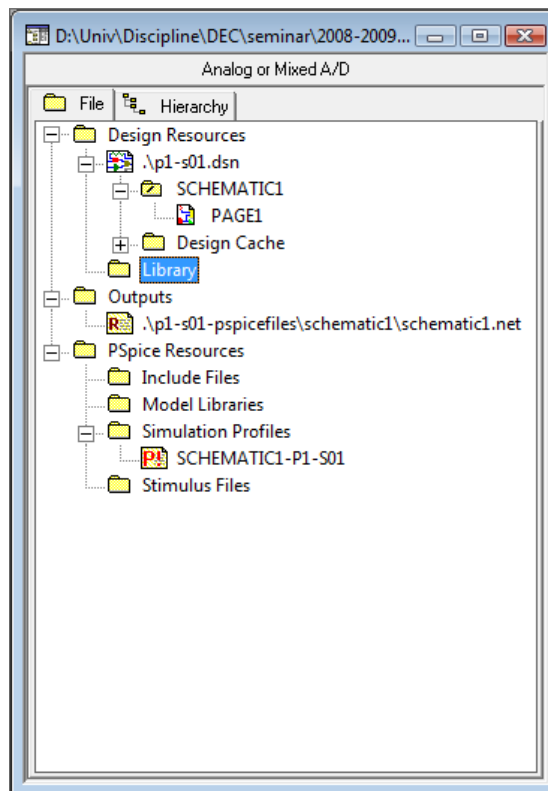 D:\Univ\Discipline\DEC\seminar\2008-2009...
Analog or Mixed A/D
File Hierarchy
Design Resources
.\p1-s01.dsn
SCHEMATIC1
PAGE1
Design Cache
Library
Outputs
.\p1-s01-pspicefiles\schematic1\schematic1.net
PSpice Resources
Include Files
Model Libraries
Simulation Profiles
SCHEMATIC1-P1-S01
Stimulus Files